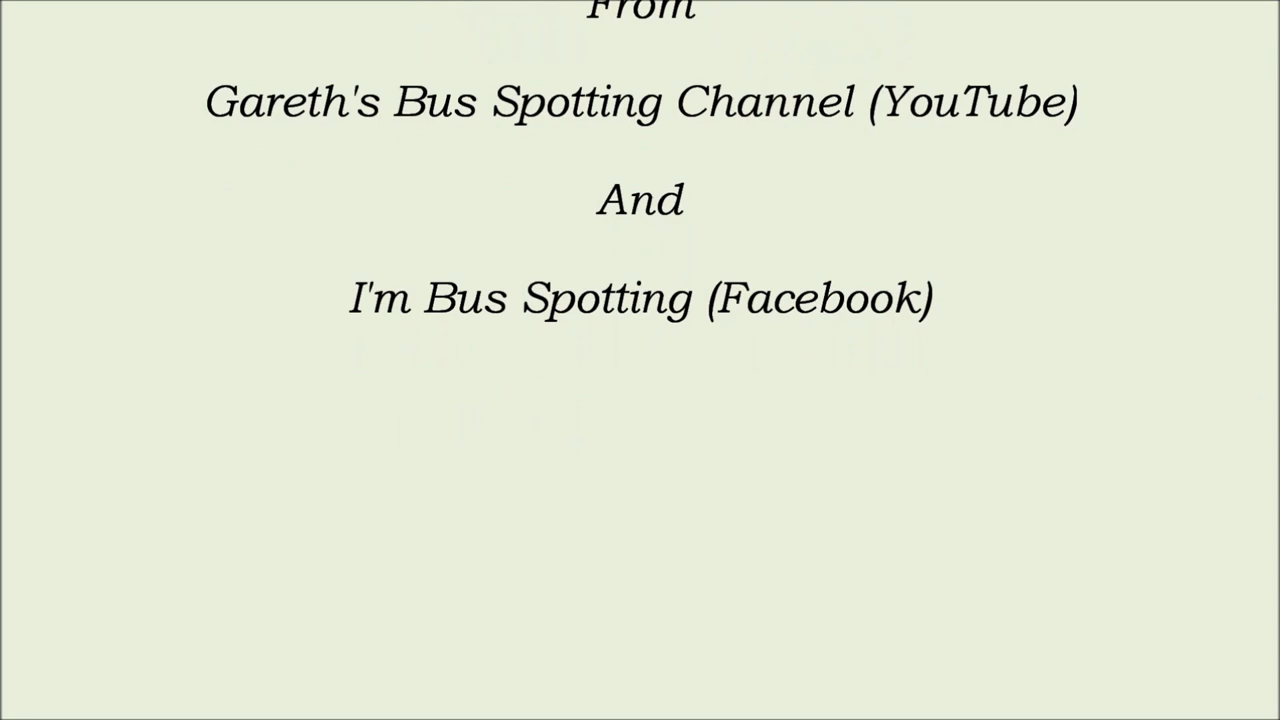 From
Gareth's Bus Spotting Channel (YouTube)
And
I'm Bus Spotting (Facebook)